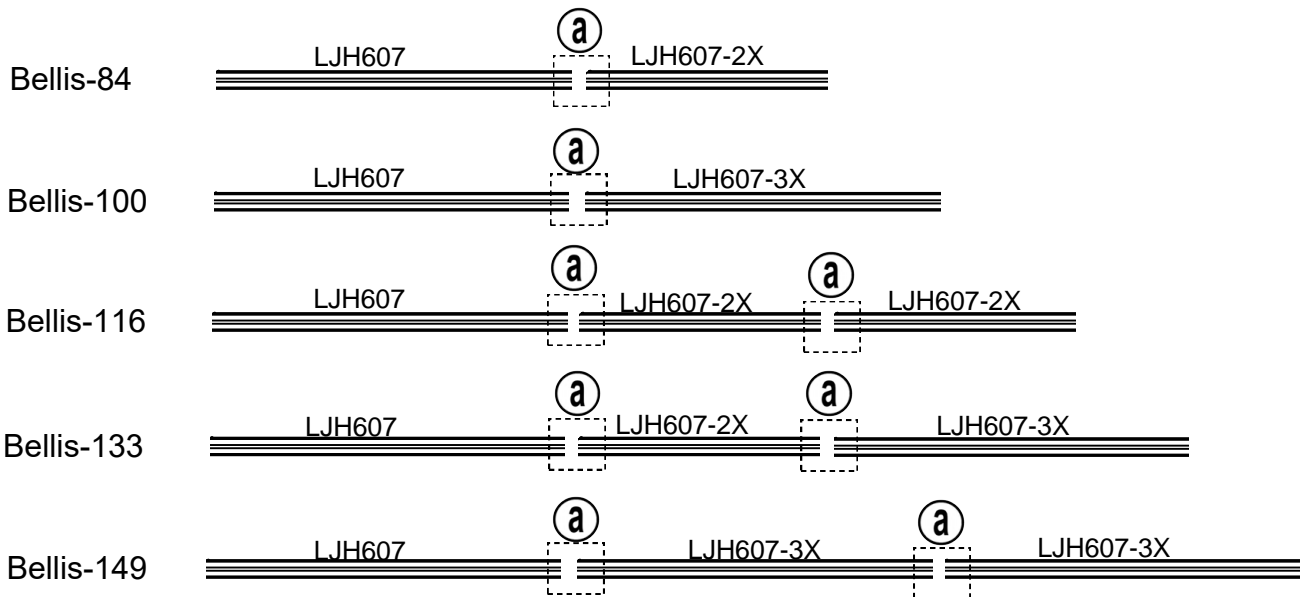 a
Bellis-84 LJH607 LJH607-2X
a
Bellis-100 LJH607 LJH607-3X
a a
Bellis-116 LJH607 LJH607-2X LJH607-2X
a a
Bellis-133 LJH607 LJH607-2X LJH607-3X
a a
Bellis-149 LJH607 LJH607-3X LJH607-3X